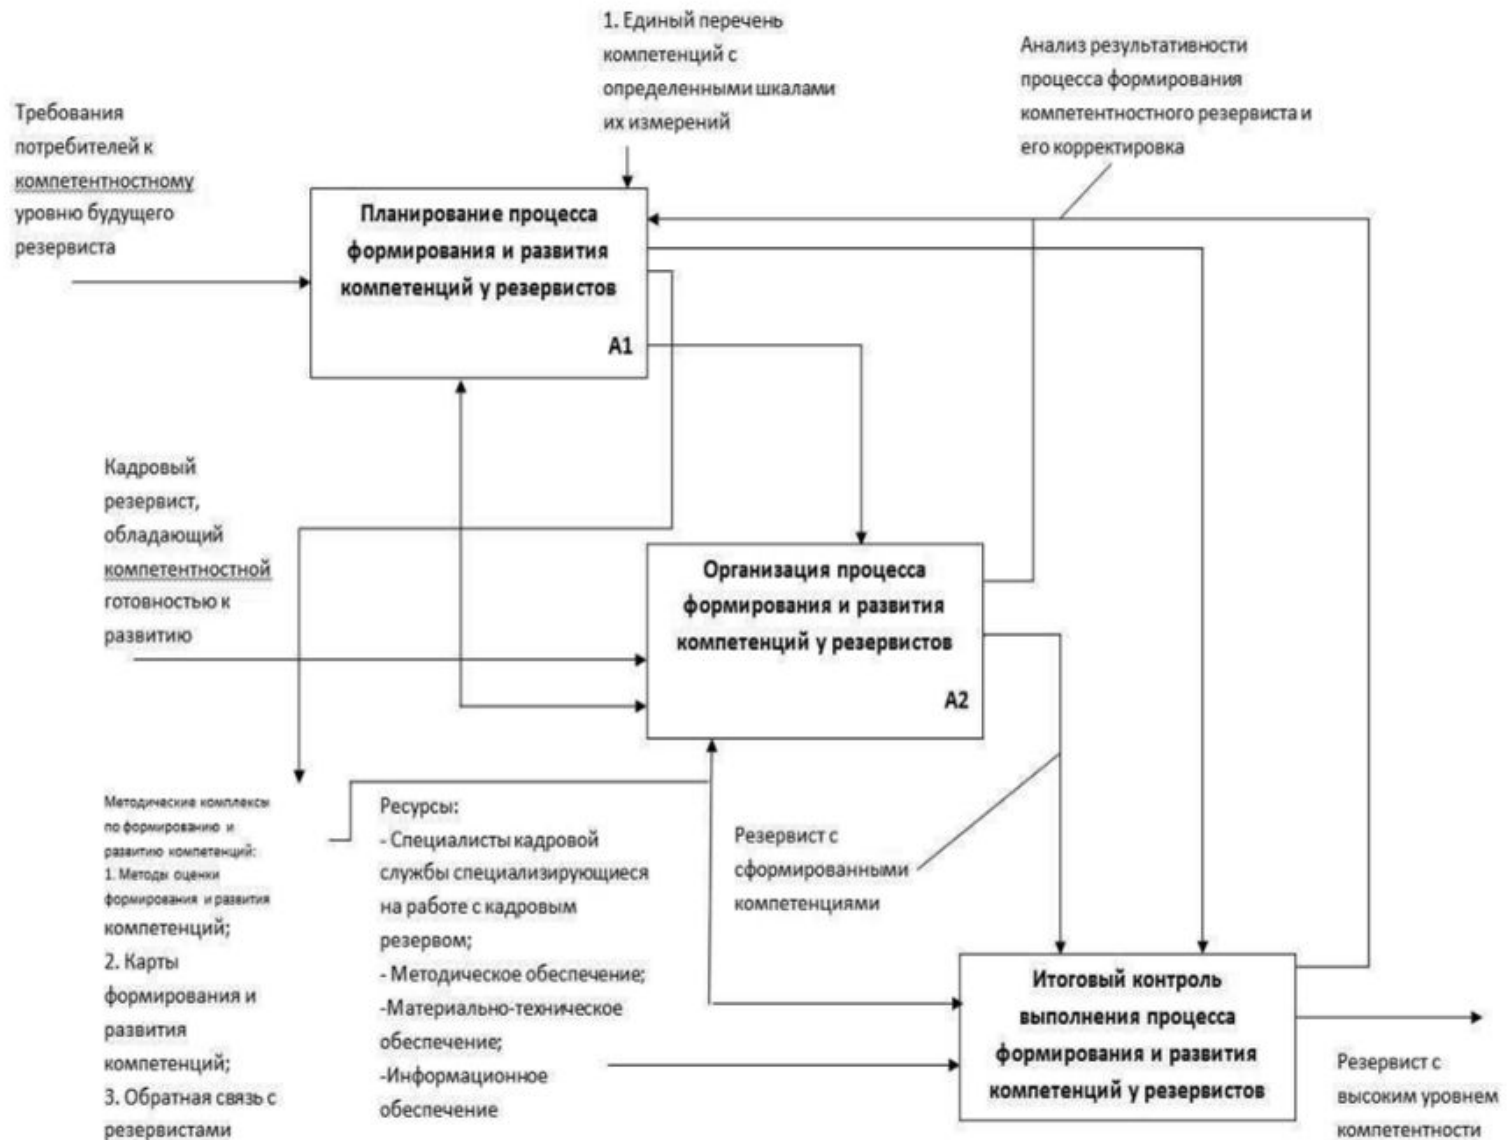 1. Единый перечень
компетенций с
определенными шкалами
их измерений
Анализ результативности
процесса формирования
компетентностного резервиста и
его корректировка
Требования
потребителей к
компетентностному
уровню будущего
резервиста
Планирование процесса
формирования и развития
компетенций у резервистов
А1
Кадровый
резервист,
обладающий
компетентностной
готовностью к
развитию
Организация процесса
формирования и развития
компетенций у резервистов
А2
Методические комплексы
по формированию и
развитию компетенций:
1. Методы оценки
формирования и развития
компетенций;
2. Карты
формирования и
развития
компетенций;
3. Обратная связь с
резервистами
Ресурсы:
- Специалисты кадровой
службы специализирующиеся
на работе с кадровым
резервом;
- Методическое обеспечение;
-Материально-техническое
обеспечение;
-Информационное
обеспечение
Резервист с
сформированными
компетенциями
Итоговый контроль
выполнения процесса
формирования и развития
компетенций у резервистов
Резервист с
высоким уровнем
компетентности